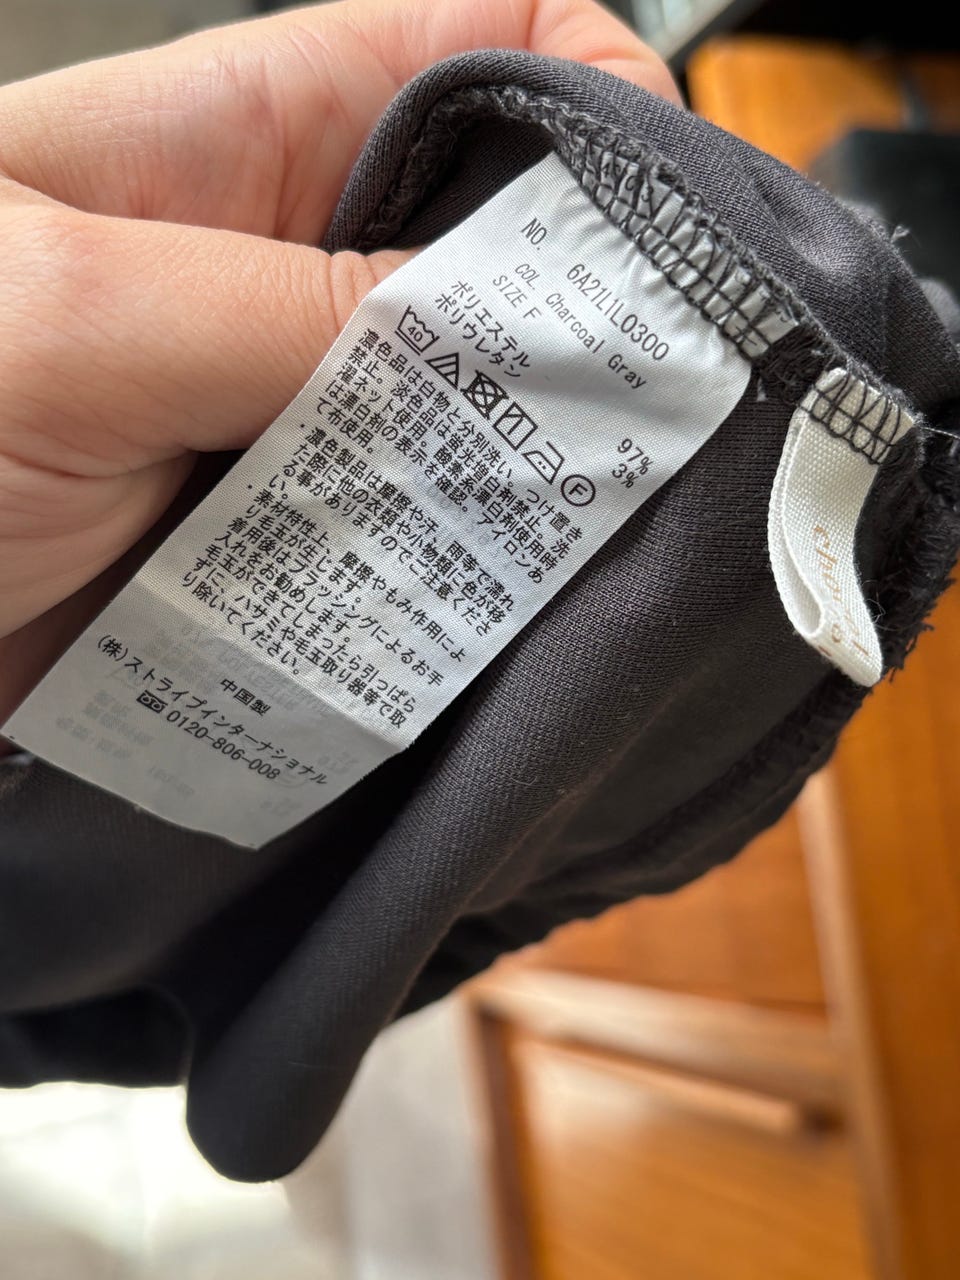 NO. 6A21L1L0300
COL Charcoal Gray
SIZE F
ポリエステル 97%
ポリウレタン 3%
40 F
濃色品は白物と分別洗い。つけ置き
禁止。淡色品は蛍光増白剤禁止。洗
濯ネット使用。酸素系漂白剤使用時
は漂白剤の表示を確認。アイロンあ
て布使用。
・濃色製品は摩擦や汗、雨等で濡れ
た際に他の衣類や小物類に色が移
る事がありますのでご注意くださ
い。
・素材特性上、摩擦やもみ作用によ
り毛玉が生じます。
着用後はブラッシングによるお手
入れをお勧めします。
毛玉ができてしまったら引っぱら
ずに、ハサミや毛玉取り器等で取
り除いてください。
中国製
(株)ストライプインターナショナル
0120-806-008